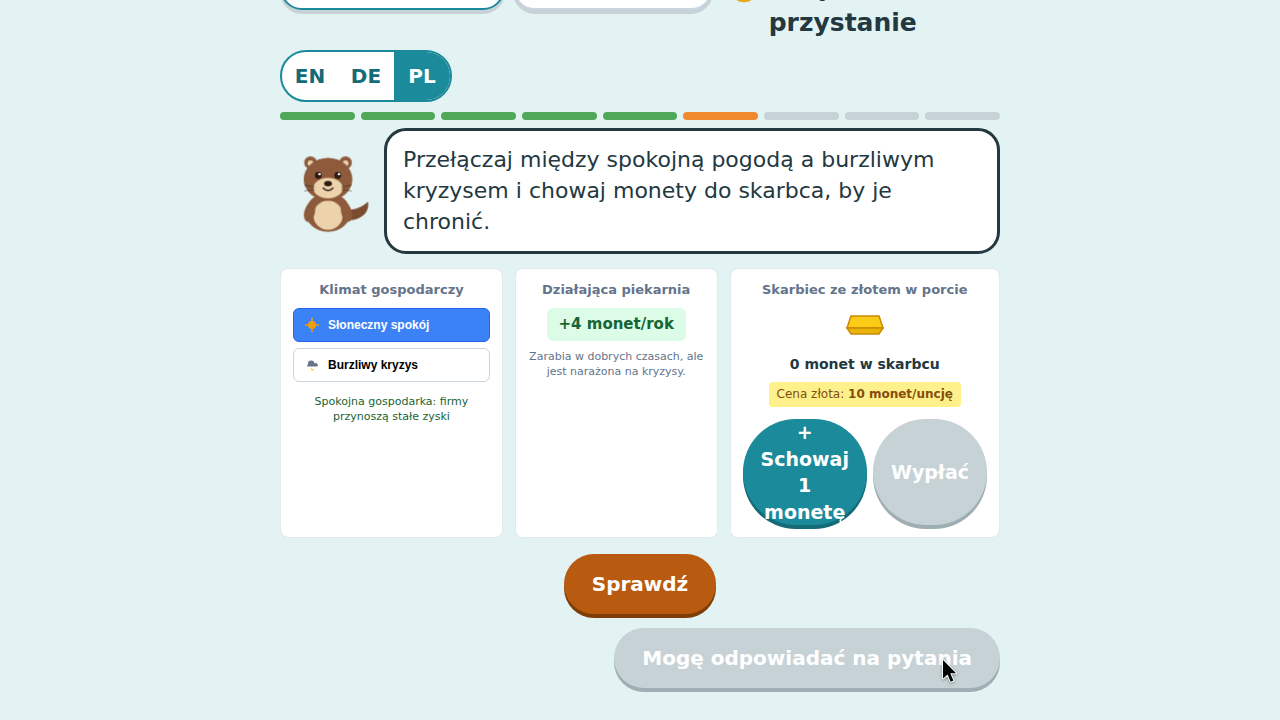 przystanie
EN DE PL
Przełączaj między spokojną pogodą a burzliwym
kryzysem i chowaj monety do skarbca, by je
chronić.
Klimat gospodarczy
Słoneczny spokój
Burzliwy kryzys
Spokojna gospodarka: firmy
przynoszą stałe zyski
Działająca piekarnia
+4 monet/rok
Zarabia w dobrych czasach, ale
jest narażona na kryzysy.
Skarbiec ze złotem w porcie
0 monet w skarbcu
Cena złota: 10 monet/uncję
+
Schowaj
1
monetę
Wypłać
Sprawdź
Mogę odpowiadać na pytania